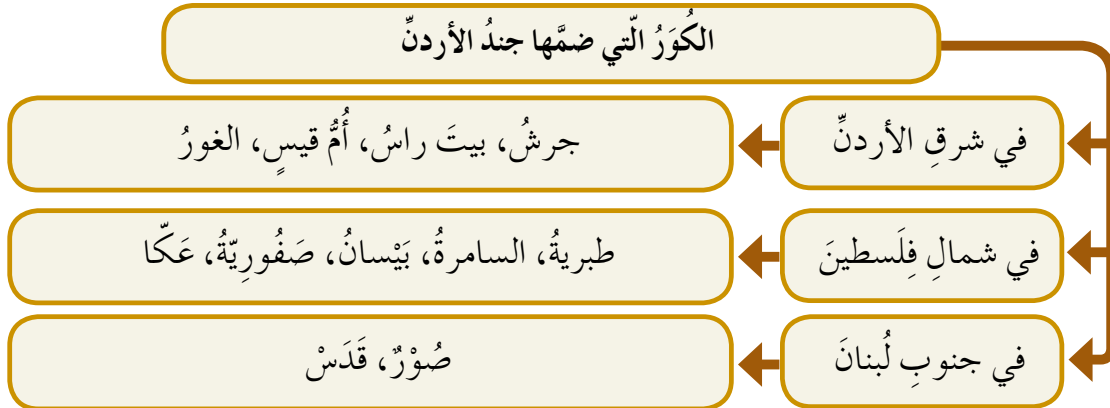 الكُوَرُ الّتي ضمَّها جندُ الأردنِّ
في شرقِ الأردنِّ
جرشُ، بيتَ راسُ، أُمُّ قيسٍ، الغورُ
في شمالِ فِلَسطينَ
طبريةُ، السامرةُ، بَيْسانُ، صَفُورِيّةُ، عَكّا
في جنوبِ لُبنانَ
صُوْرٌ، قَدَسْ